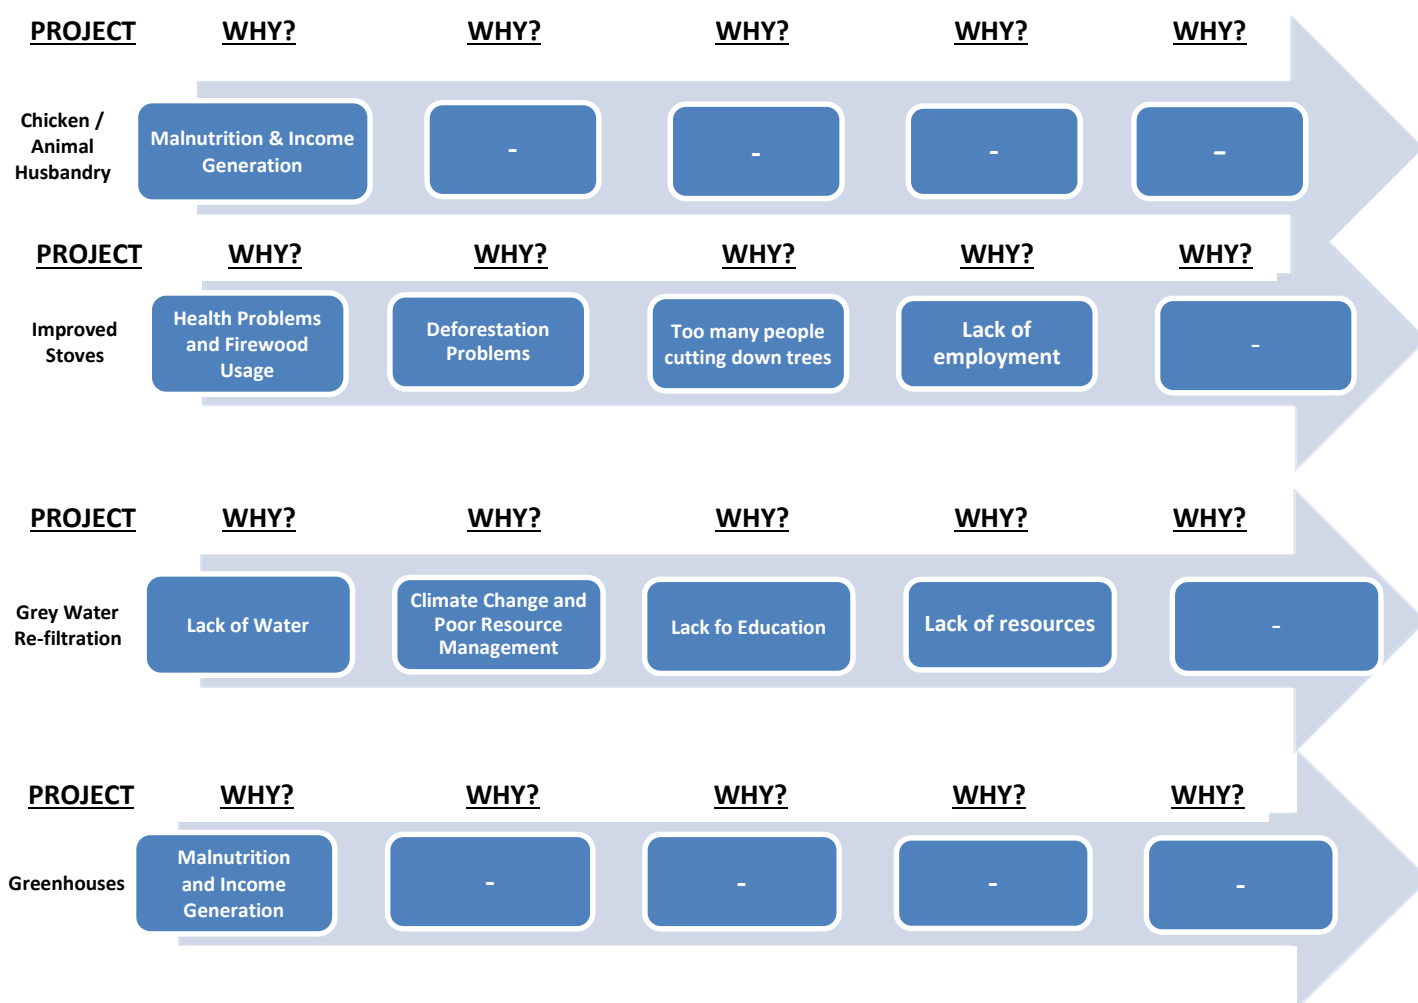 PROJECT WHY? WHY? WHY? WHY? WHY?
Chicken /
Animal
Husbandry
Malnutrition & Income
Generation
-
-
-
-
PROJECT WHY? WHY? WHY? WHY? WHY?
Improved
Stoves
Health Problems
and Firewood
Usage
Deforestation
Problems
Too many people
cutting down trees
Lack of
employment
-
PROJECT WHY? WHY? WHY? WHY? WHY?
Grey Water
Re-filtration
Lack of Water
Climate Change and
Poor Resource
Management
Lack fo Education
Lack of resources
-
PROJECT WHY? WHY? WHY? WHY? WHY?
Greenhouses
Malnutrition
and Income
Generation
-
-
-
-